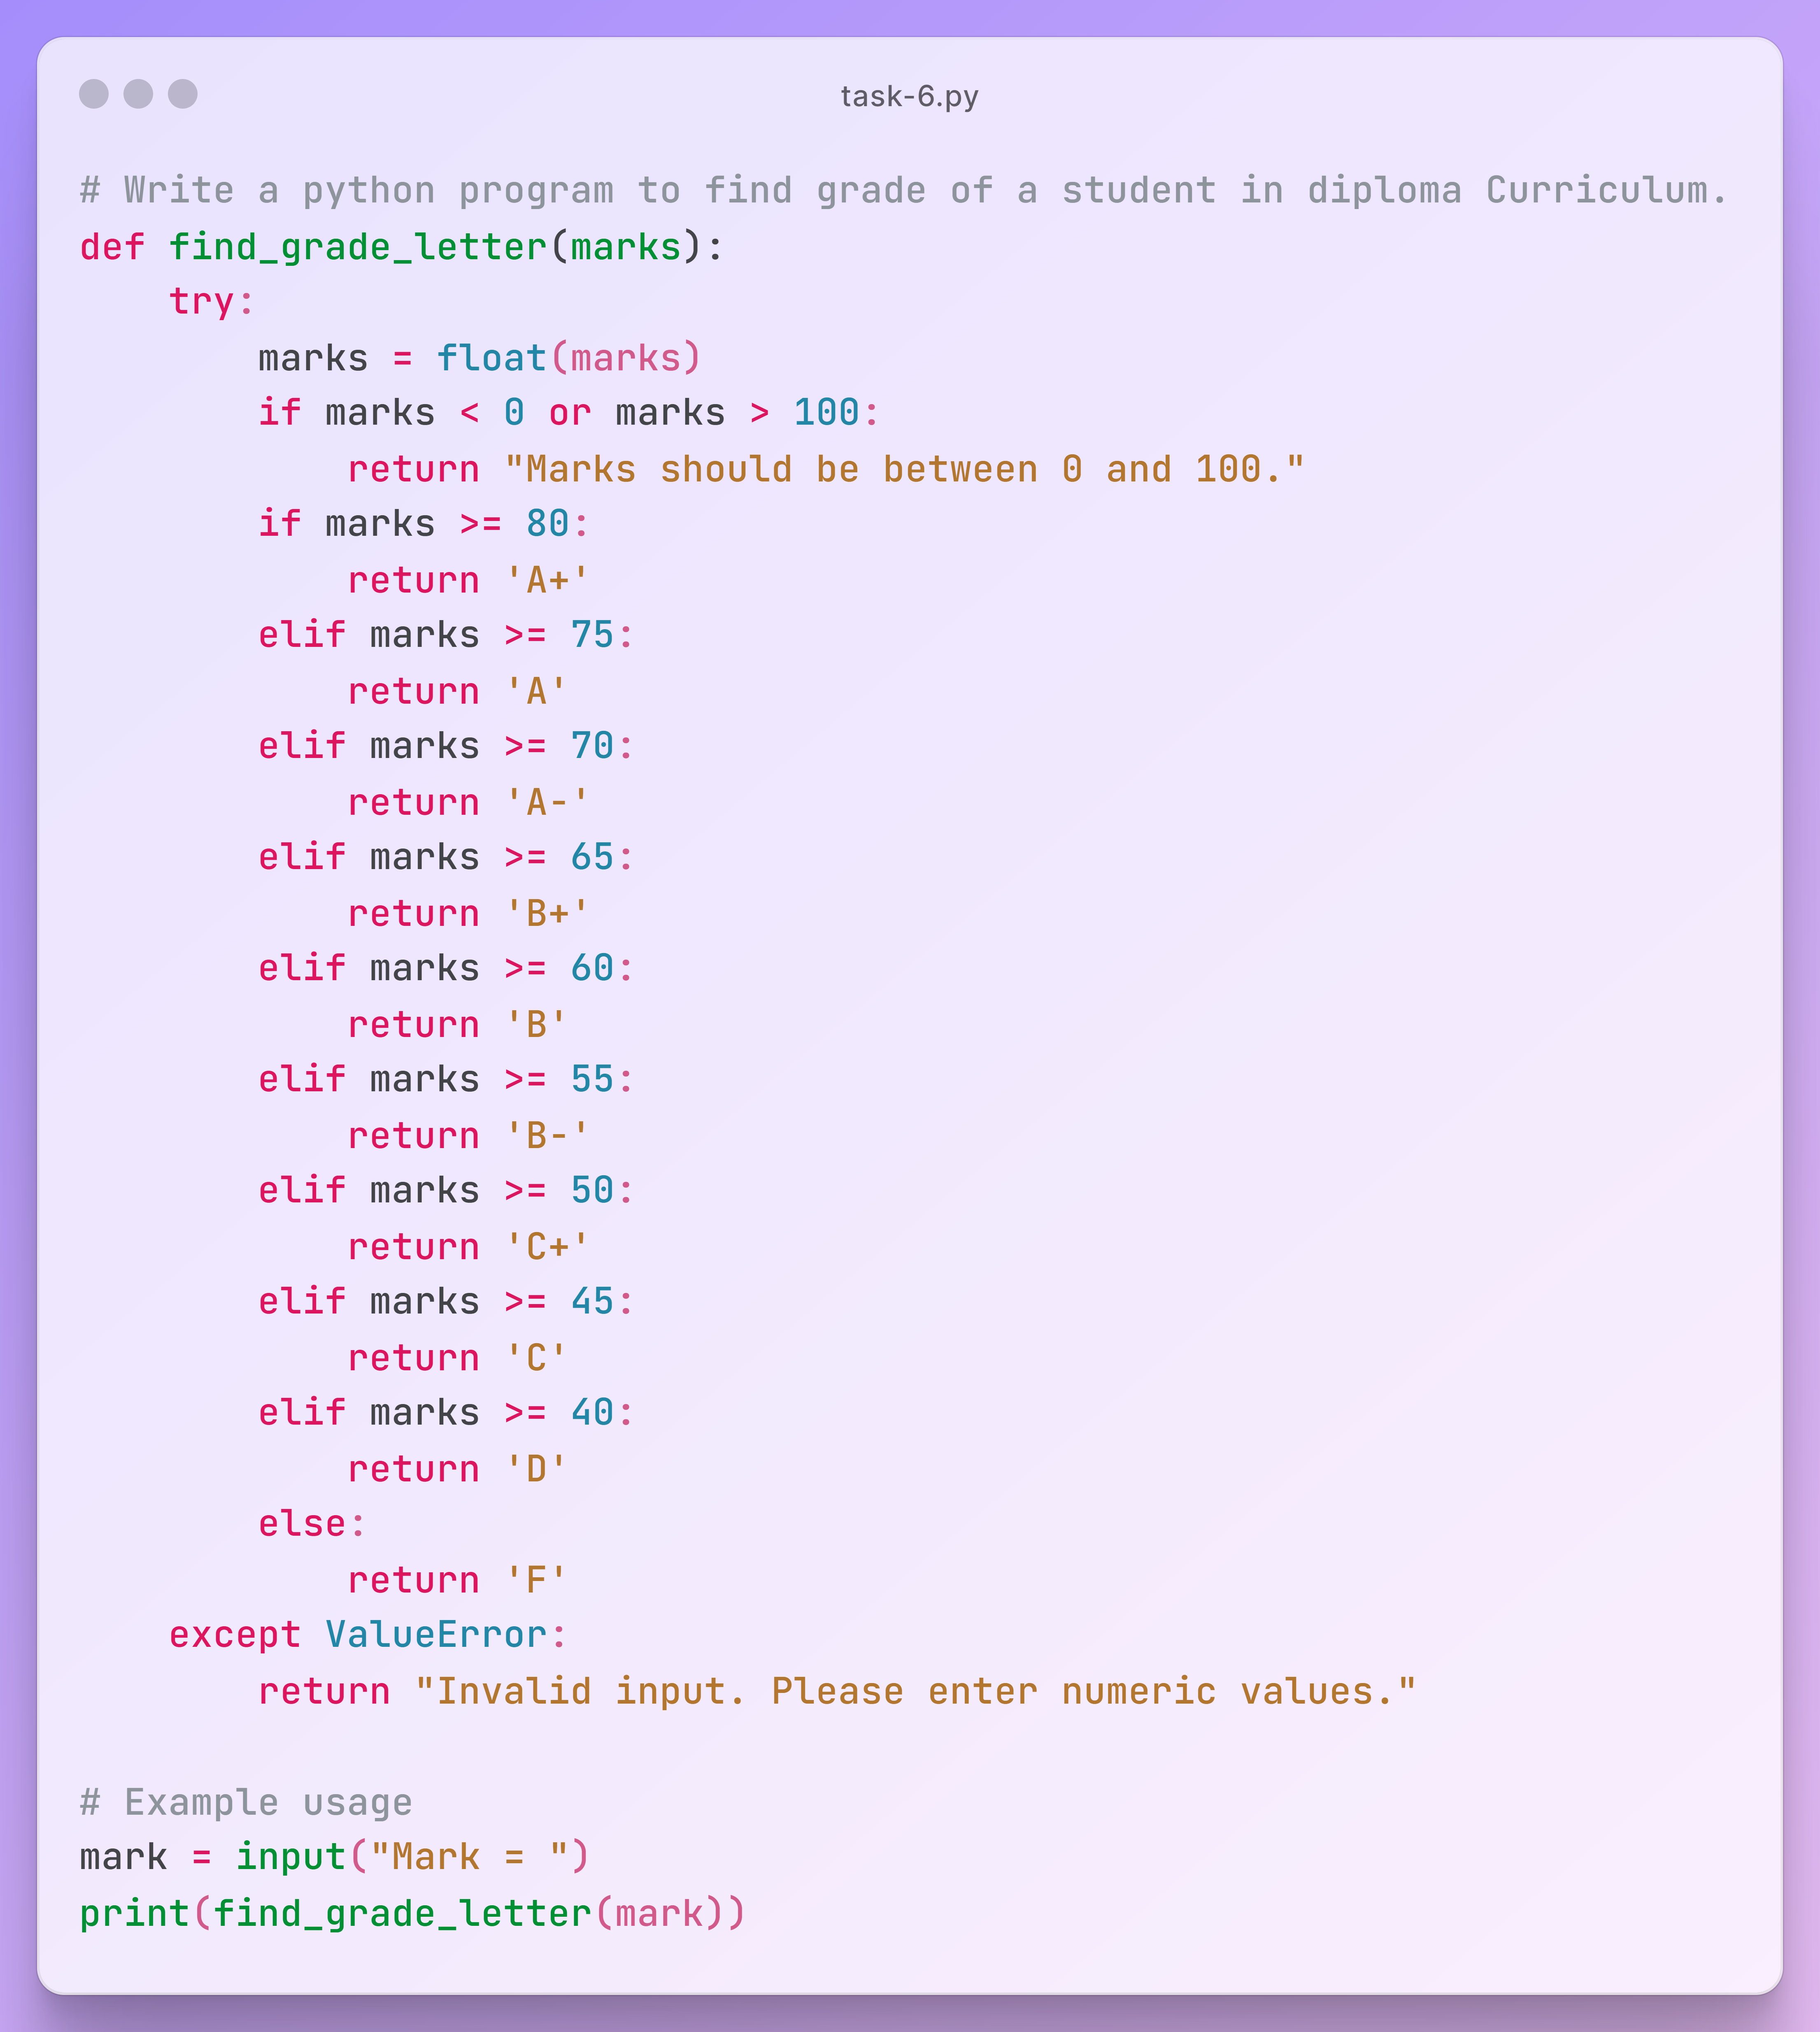 task-6.py
# Write a python program to find grade of a student in diploma Curriculum.
def find_grade_letter(marks):
    try:
        marks = float(marks)
        if marks < 0 or marks > 100:
            return "Marks should be between 0 and 100."
        if marks >= 80:
            return 'A+'
        elif marks >= 75:
            return 'A'
        elif marks >= 70:
            return 'A-'
        elif marks >= 65:
            return 'B+'
        elif marks >= 60:
            return 'B'
        elif marks >= 55:
            return 'B-'
        elif marks >= 50:
            return 'C+'
        elif marks >= 45:
            return 'C'
        elif marks >= 40:
            return 'D'
        else:
            return 'F'
    except ValueError:
        return "Invalid input. Please enter numeric values."

# Example usage
mark = input("Mark = ")
print(find_grade_letter(mark))